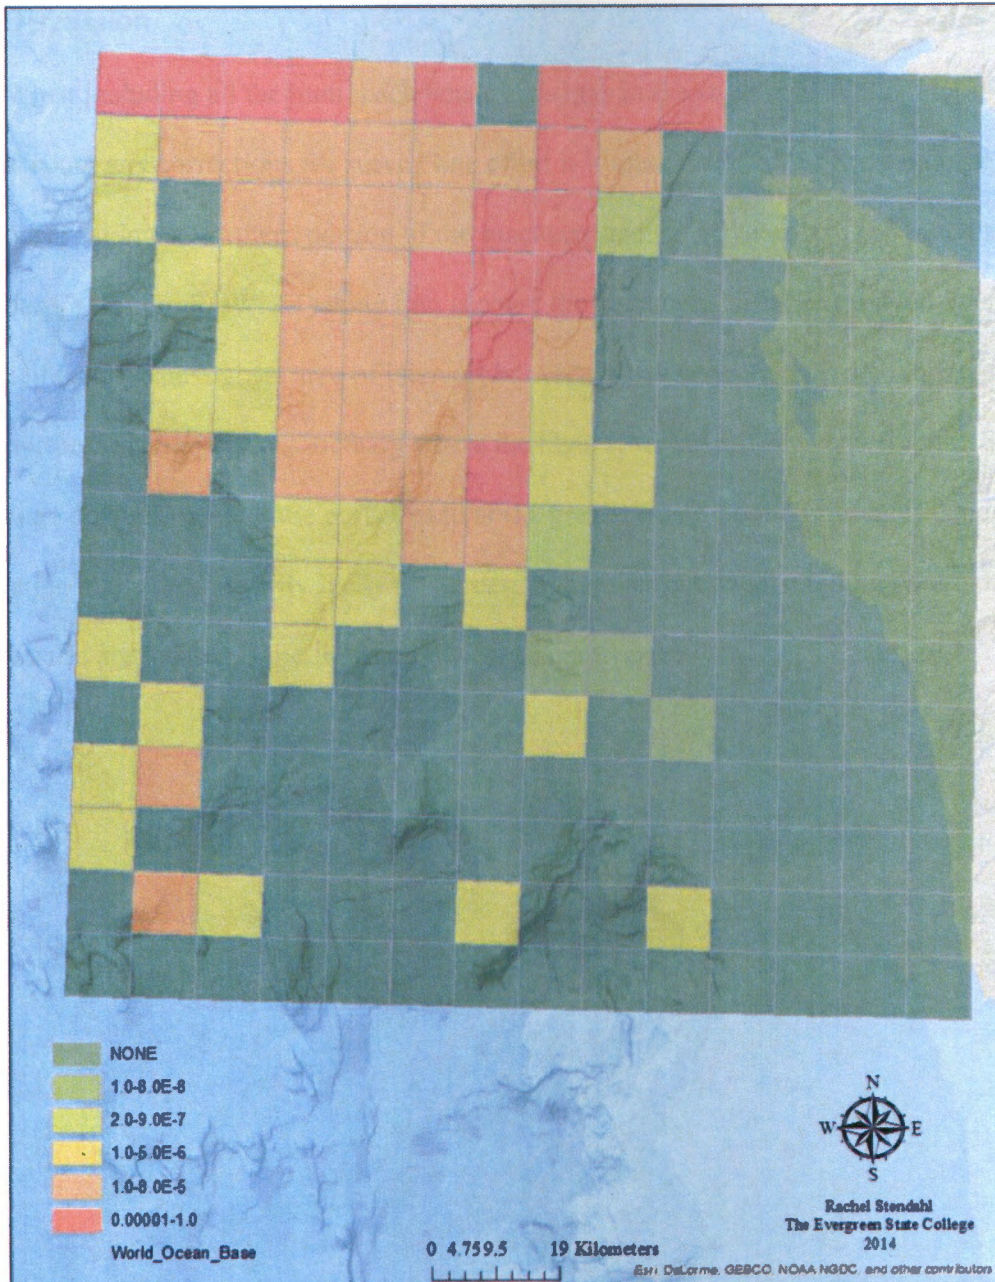 NONE
1.0-8.0E-8
2.0-9.0E-7
1.0-5.0E-6
1.0-8.0E-5
0.00001-1.0
World_Ocean_Base
0 4.75 9.5 19 Kilometers
N
W E
S
Rachel Stendahl
The Evergreen State College
2014
Esri, DeLorme, GEBCO, NOAA NGDC, and other contributors